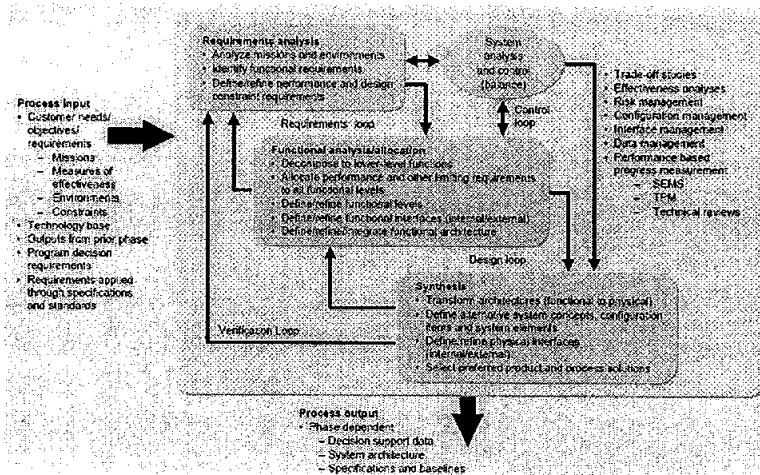 Requirements analysis
• Analyze missions and environments
• Identify functional requirements
• Define/refine performance and design
constraint requirements
System
analysis
and control
(balance)
• Trade-off studies
• Effectiveness analyses
• Risk management
• Configuration management
• Interface management
• Data management
• Performance based
progress measurement
– SEMS
– TPM
– Technical reviews
Process input
• Customer needs/
objectives/
requirements
– Missions
– Measures of
effectiveness
– Environments
– Constraints
• Technology base
• Outputs from prior phase
• Program decision
requirements
• Requirements applied
through specifications
and standards
Requirements loop
Control
loop
Functional analysis/allocation
• Decompose to lower-level functions
• Allocate performance and other limiting requirements
to all functional levels
• Define/refine functional levels
• Define/refine functional interfaces (internal/external)
• Define/refine/integrate functional architecture
Design loop
Synthesis
• Transform architectures (functional to physical)
• Define alternative system concepts, configuration
items and system elements
• Define/refine physical interfaces
(internal/external)
• Select preferred product and process solutions
Verification Loop
Process output
• Phase dependent
– Decision support data
– System architecture
– Specifications and baselines